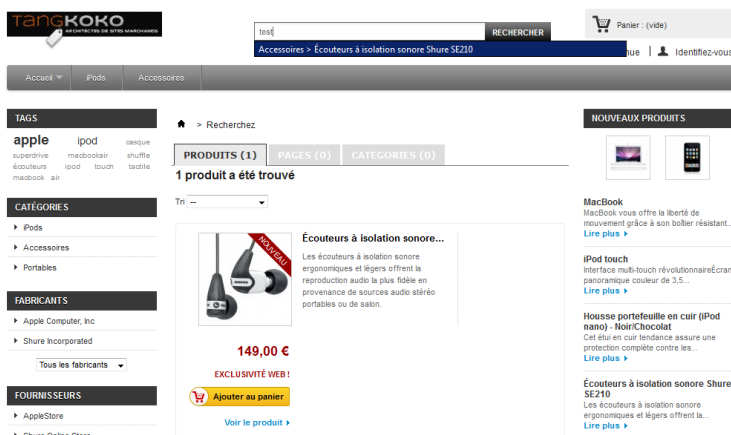 TangKOKO
ARCHITECTES DE SITES MARCHANDS
test
RECHERCHER
Accessoires > Écouteurs à isolation sonore Shure SE210
Panier : (vide)
nue
Identifiez-vous
Accueil
iPods
Accessoires
TAGS
apple ipod casque
superdrive macbookair shuffle
écouteurs ipod touch tactile
macbook air
CATÉGORIES
iPods
Accessoires
Portables
FABRICANTS
Apple Computer, Inc
Shure Incorporated
Tous les fabricants
FOURNISSEURS
AppleStore
Shure Online Store
> Recherchez
PRODUITS (1)
PAGES (0)
CATEGORIES (0)
1 produit a été trouvé
Tri --
NOUVEAU
SHURE
Écouteurs à isolation sonore...
Les écouteurs à isolation sonore
ergonomiques et légers offrent la
reproduction audio la plus fidèle en
provenance de sources audio stéréo
portables ou de salon.
149,00 €
EXCLUSIVITÉ WEB !
Ajouter au panier
Voir le produit
NOUVEAUX PRODUITS
MacBook
MacBook vous offre la liberté de
mouvement grâce à son boîtier résistant...
Lire plus
iPod touch
Interface multi-touch révolutionnaireÉcran
panoramique couleur de 3,5...
Lire plus
Housse portefeuille en cuir (iPod
nano) - Noir/Chocolat
Cet étui en cuir tendance assure une
protection complète contre les...
Lire plus
Écouteurs à isolation sonore Shure
SE210
Les écouteurs à isolation sonore
ergonomiques et légers offrent la...
Lire plus